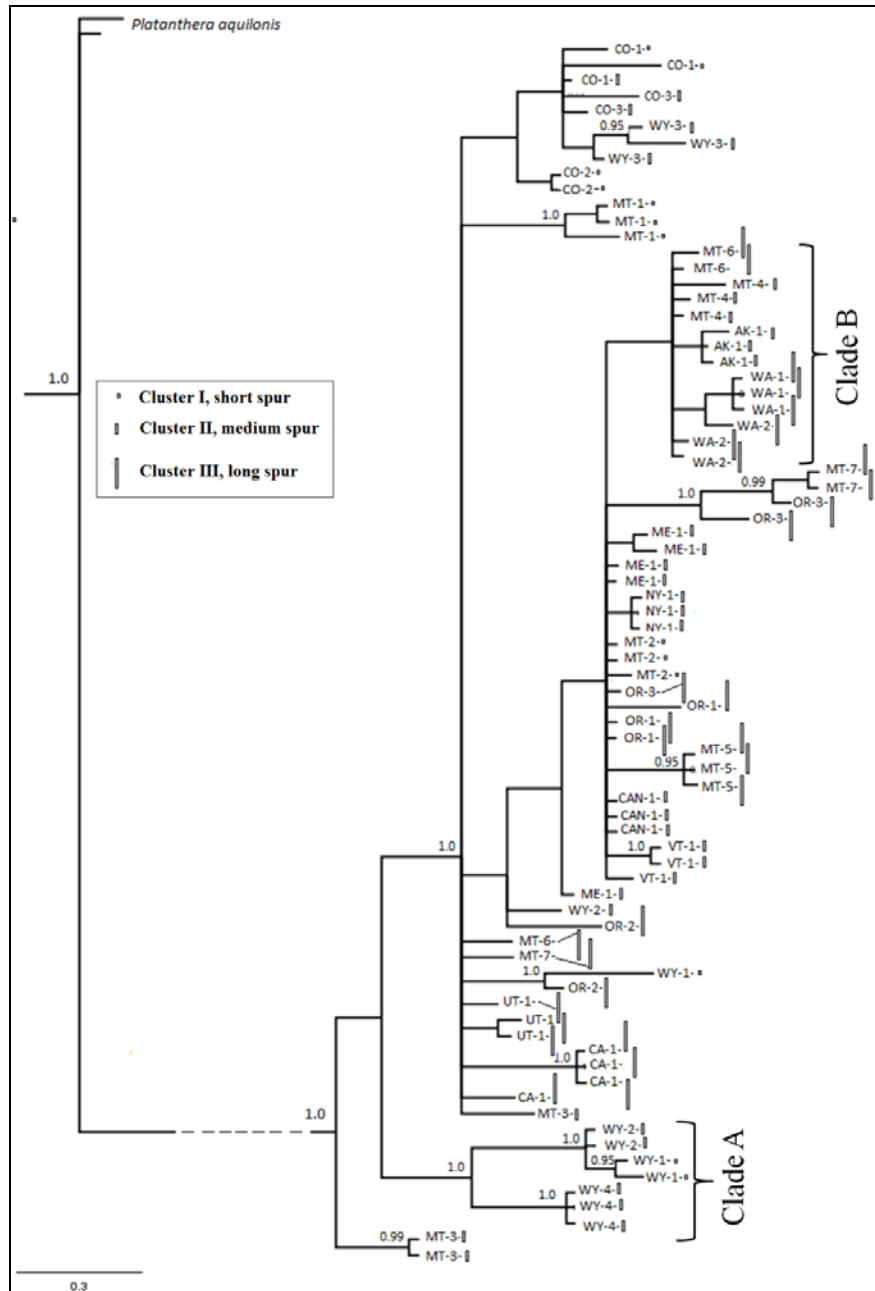 Platanthera aquilonis
CO-1-
CO-1-
CO-1-
CO-3-
CO-3-
0.95
WY-3-
WY-3-
WY-3-
CO-2-
CO-2-
1.0
MT-1-
MT-1-
MT-1-
MT-6-
MT-6-
MT-4-
MT-4-
MT-4-
AK-1-
AK-1-
AK-1-
WA-1-
WA-1-
WA-1-
WA-2-
WA-2-
WA-2-
Clade B
1.0
Cluster I, short spur
Cluster II, medium spur
Cluster III, long spur
MT-7-
0.99
MT-7-
1.0
OR-3-
OR-3-
ME-1-
ME-1-
ME-1-
ME-1-
NY-1-
NY-1-
NY-1-
MT-2-
MT-2-
MT-2-
OR-3-
OR-1-
OR-1-
OR-1-
MT-5-
0.95
MT-5-
MT-5-
CAN-1-
CAN-1-
CAN-1-
1.0
VT-1-
VT-1-
VT-1-
1.0
ME-1-
WY-2-
OR-2-
MT-6-
MT-7-
1.0
WY-1-
OR-2-
UT-1-
UT-1
UT-1-
CA-1-
1.0
CA-1-
CA-1-
CA-1-
MT-3-
1.0
WY-2-
1.0
WY-2-
0.95
WY-1-
WY-1-
1.0
1.0
WY-4-
WY-4-
WY-4-
Clade A
0.99
MT-3-
MT-3-
0.3